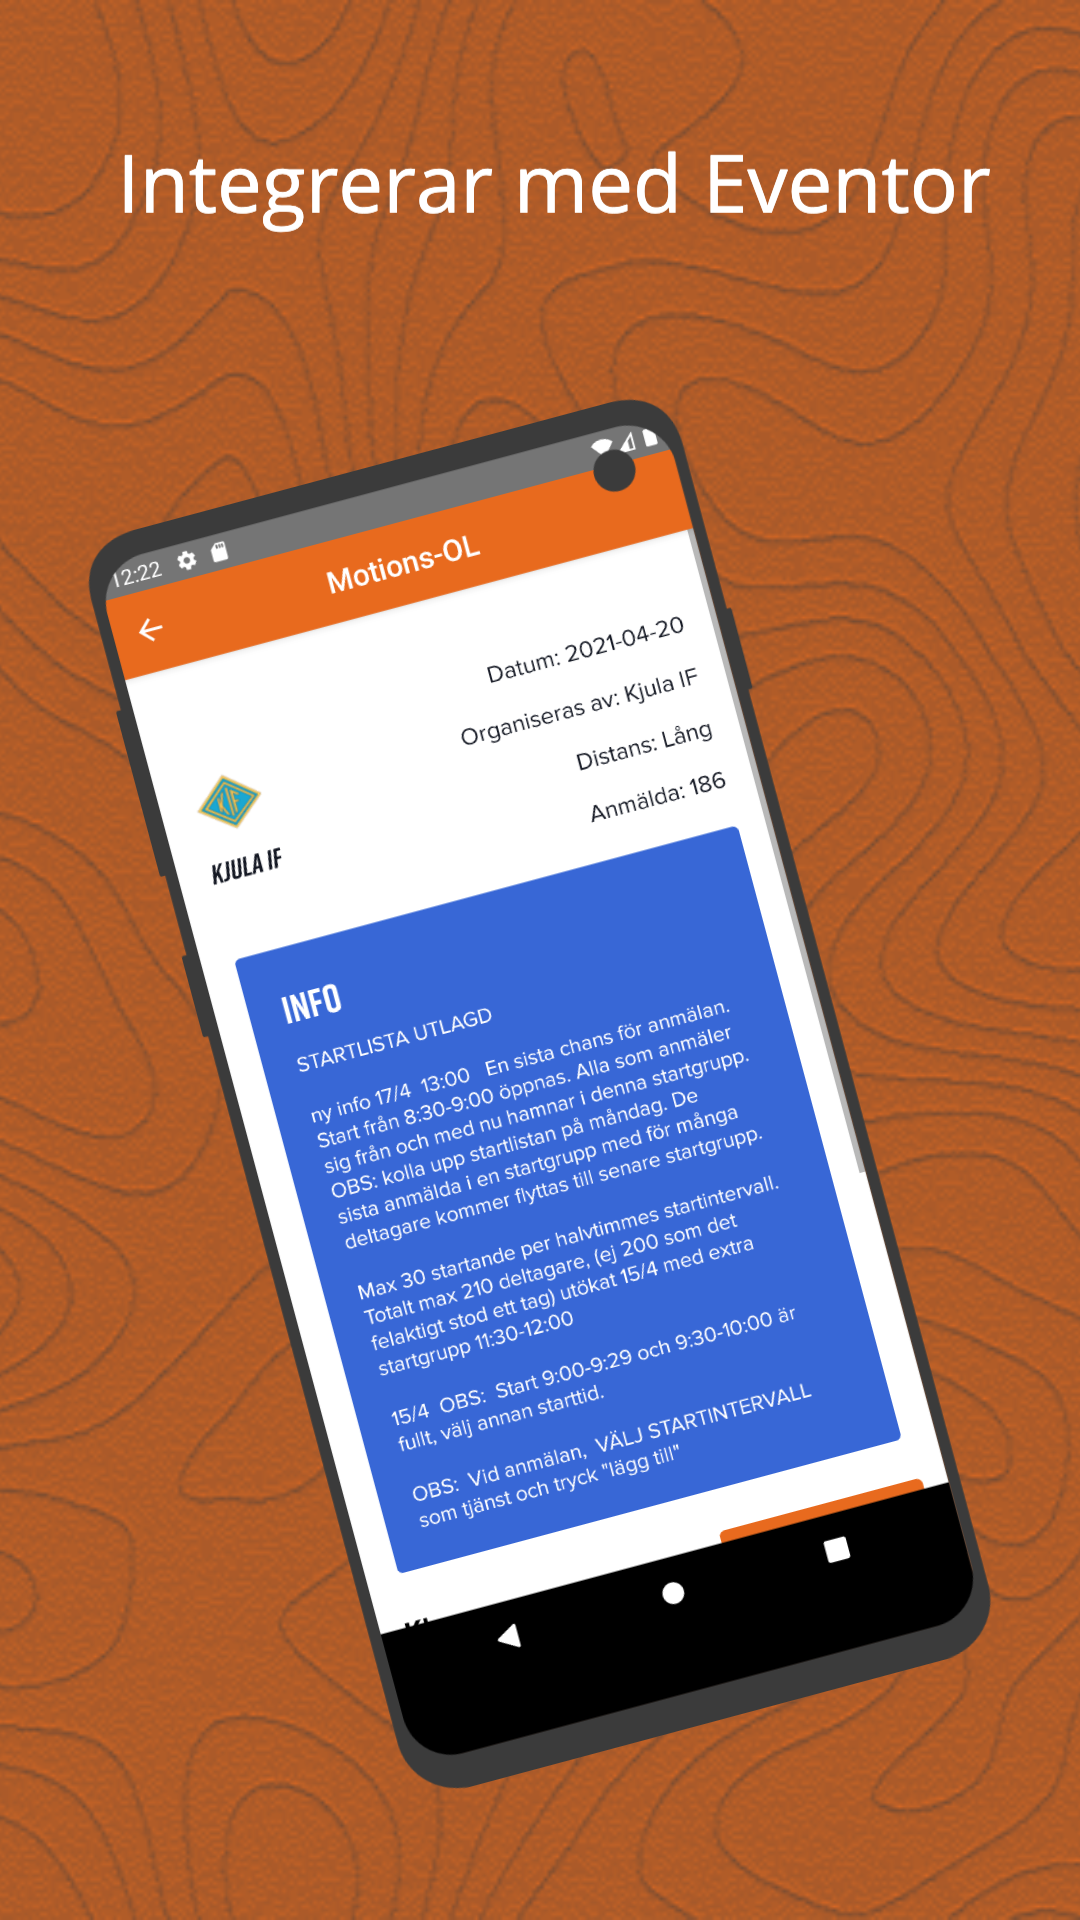 Integrerar med Eventor
12:22
Motions-OL
Datum: 2021-04-20
Organiseras av: Kjula IF
Distans: Lång
Anmälda: 186
KIF
KJULA IF
INFO
STARTLISTA UTLAGD
ny info 17/4 13:00 En sista chans för anmälan.
Start från 8:30-9:00 öppnas. Alla som anmäler
sig från och med nu hamnar i denna startgrupp.
OBS: kolla upp startlistan på måndag. De
sista anmälda i en startgrupp med för många
deltagare kommer flyttas till senare startgrupp.
Max 30 startande per halvtimmes startintervall.
Totalt max 210 deltagare, (ej 200 som det
felaktigt stod ett tag) utökat 15/4 med extra
startgrupp 11:30-12:00
15/4 OBS: Start 9:00-9:29 och 9:30-10:00 är
fullt, välj annan starttid.
OBS: Vid anmälan, VÄLJ STARTINTERVALL
som tjänst och tryck "lägg till"